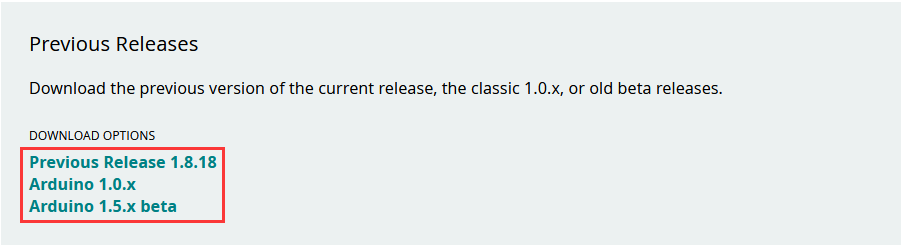 Previous Releases
Download the previous version of the current release, the classic 1.0.x, or old beta releases.
DOWNLOAD OPTIONS
Previous Release 1.8.18
Arduino 1.0.x
Arduino 1.5.x beta